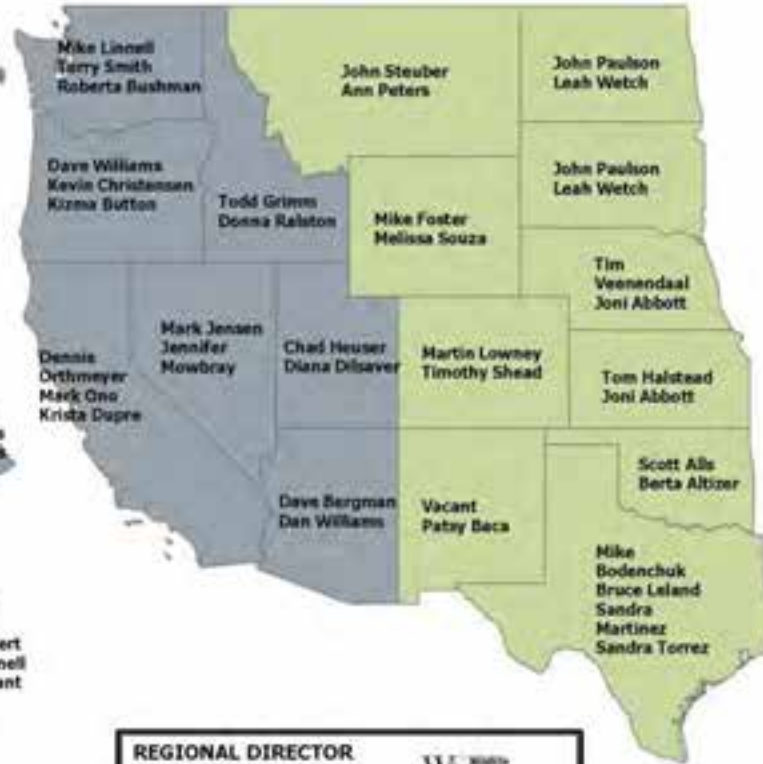 Mike Linnell
Terry Smith
Roberta Bushman
John Steuber
Ann Peters
John Paulson
Leah Wetch
Dave Williams
Kevin Christensen
Kizma Button
Todd Grimm
Donna Ralston
Mike Foster
Melissa Souza
John Paulson
Leah Wetch
Tim
Veenendaal
Joni Abbott
Dennis
Orthmeyer
Mark Ono
Krista Dupre
Mark Jensen
Jennifer
Mowbray
Chad Heuser
Diana Dilsaver
Martin Lowney
Timothy Shead
Tom Halstead
Joni Abbott
Dave Bergman
Dan Williams
Vacant
Patsy Baca
Scott Alls
Berta Altizer
Mike
Bodenchuk
Bruce Leland
Sandra
Martinez
Sandra Torrez
ert
nell
ant
REGIONAL DIRECTOR